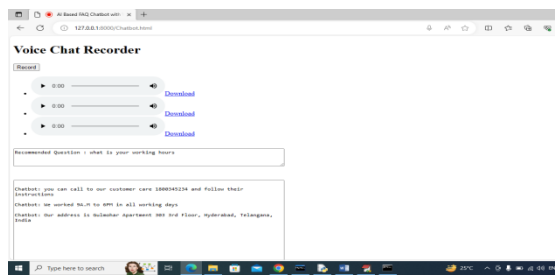 AI Based FAQ Chatbot with
127.0.0.1:8000/Chatbot.html
Voice Chat Recorder
Record
0:00
Download
0:00
Download
0:00
Download
Recommended Question : what is your working hours
Chatbot: you can call to our customer care 1800345234 and follow their
instructions
Chatbot: We worked 9A.M to 6PM in all working days
Chatbot: Our address is Gulmohar Apartment 303 3rd Floor, Hyderabad, Telangana,
India
Type here to search
25°C